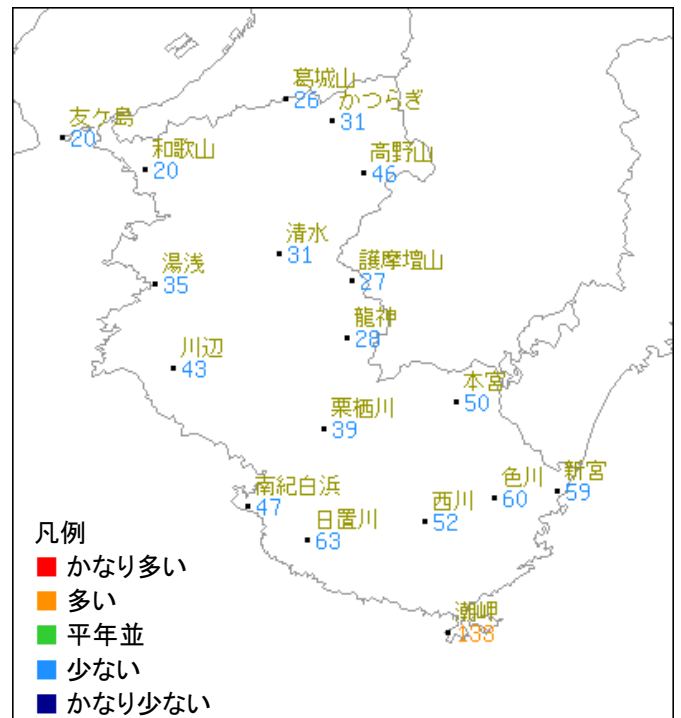 葛城山
26
かつらぎ
31
友ケ島
20
和歌山
20
高野山
46
清水
31
護摩壇山
27
湯浅
35
龍神
28
川辺
43
本宮
50
栗栖川
39
新宮
59
色川
60
南紀白浜
47
西川
52
日置川
63
潮岬
133
凡例
かなり多い
多い
平年並
少ない
かなり少ない